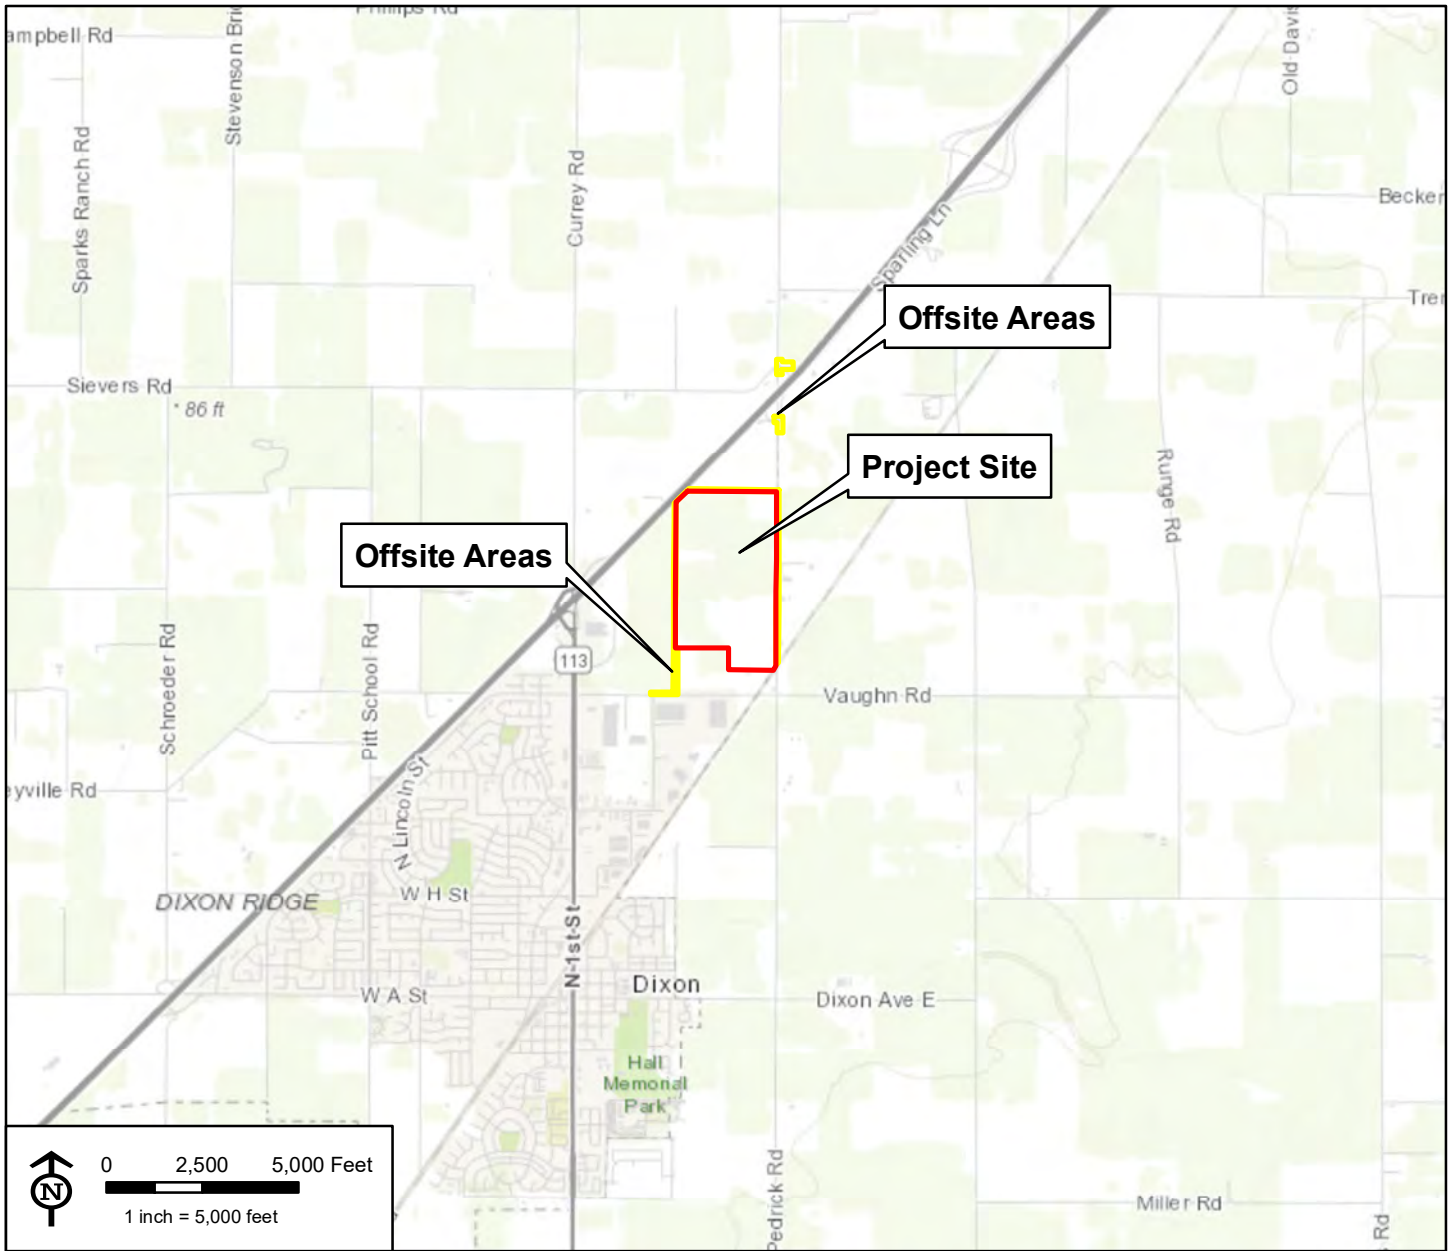 Phillips Rd
ampbell Rd
Stevenson Bri
Old Davis
Sparks Ranch Rd
Currey Rd
Becker
Sparling Ln
Tre
Offsite Areas
Sievers Rd
86 ft
Project Site
Runge Rd
Offsite Areas
Schroeder Rd
Pitt School Rd
113
Vaughn Rd
N Lincoln St
eyville Rd
W H St
DIXON RIDGE
N 1st St
Dixon
W A St
Dixon Ave E
Hall
Memorial
Park
Pedrick Rd
Miller Rd
Rd
N
0 2,500 5,000 Feet
1 inch = 5,000 feet